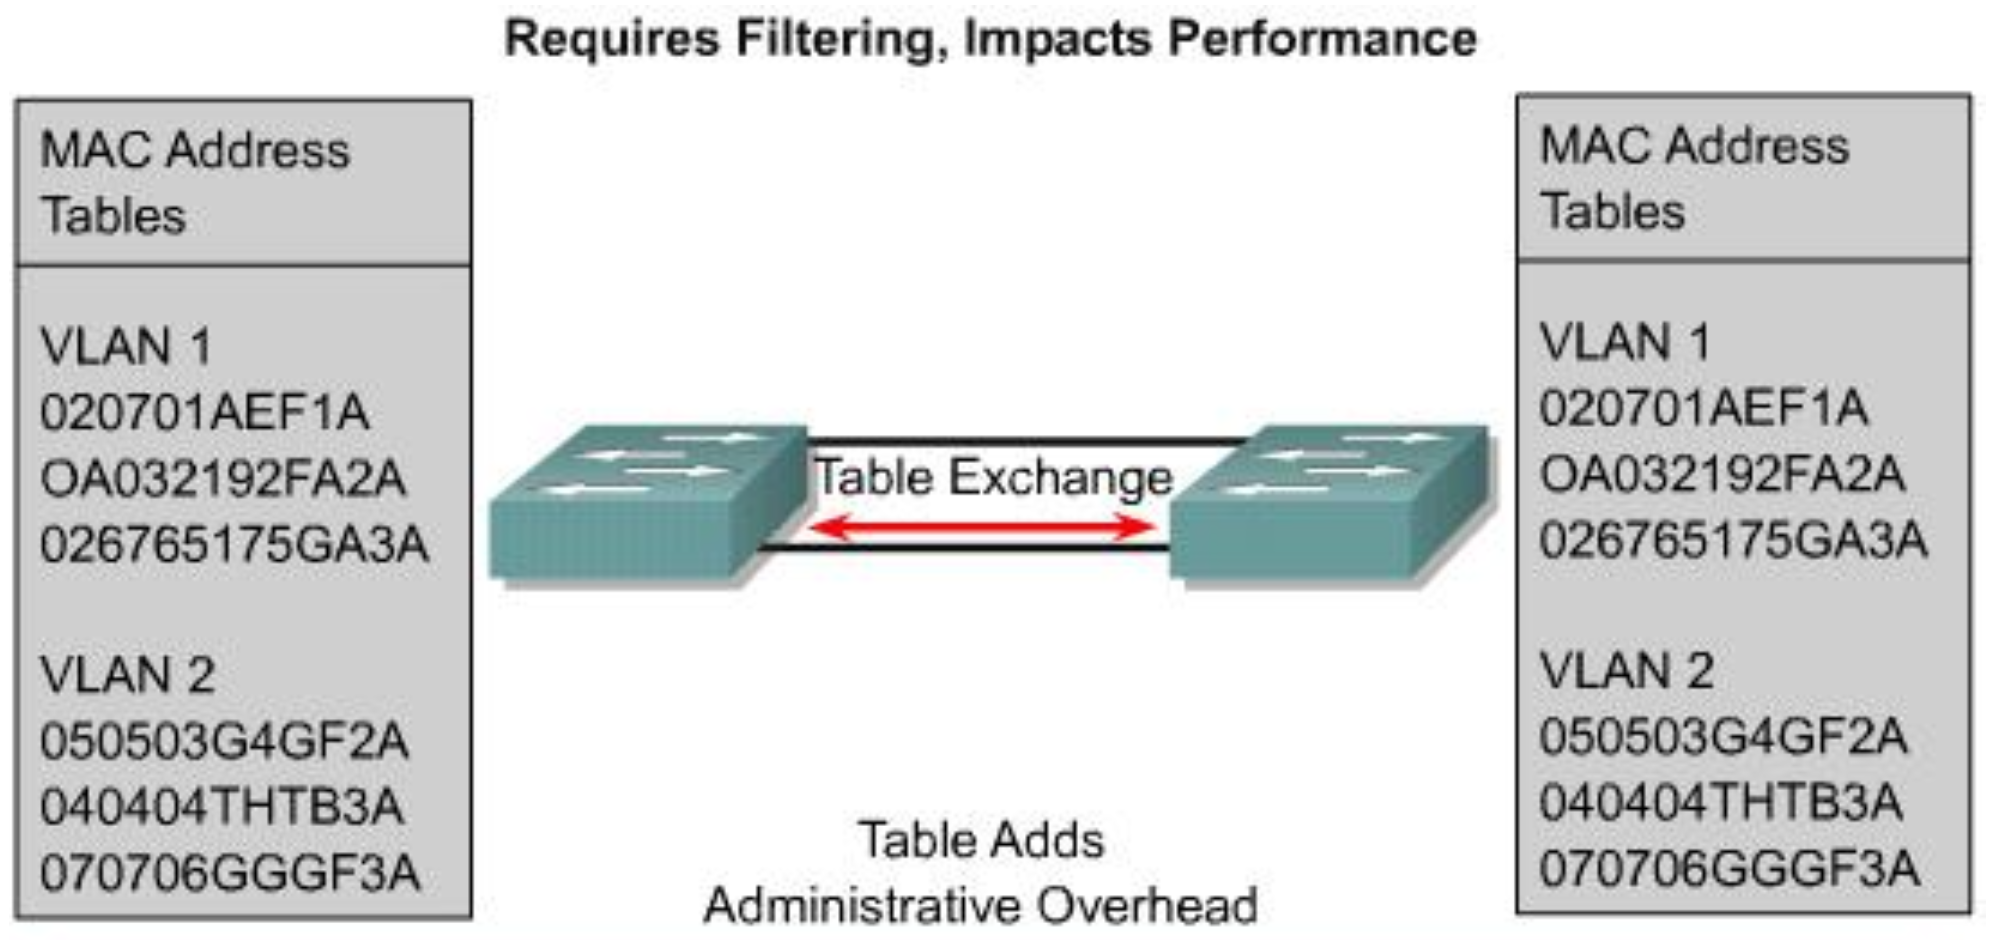 Requires Filtering, Impacts Performance
MAC Address
Tables
VLAN 1
020701AEF1A
OA032192FA2A
026765175GA3A
VLAN 2
050503G4GF2A
040404THTB3A
070706GGGF3A
Table Exchange
Table Adds
Administrative Overhead
MAC Address
Tables
VLAN 1
020701AEF1A
OA032192FA2A
026765175GA3A
VLAN 2
050503G4GF2A
040404THTB3A
070706GGGF3A